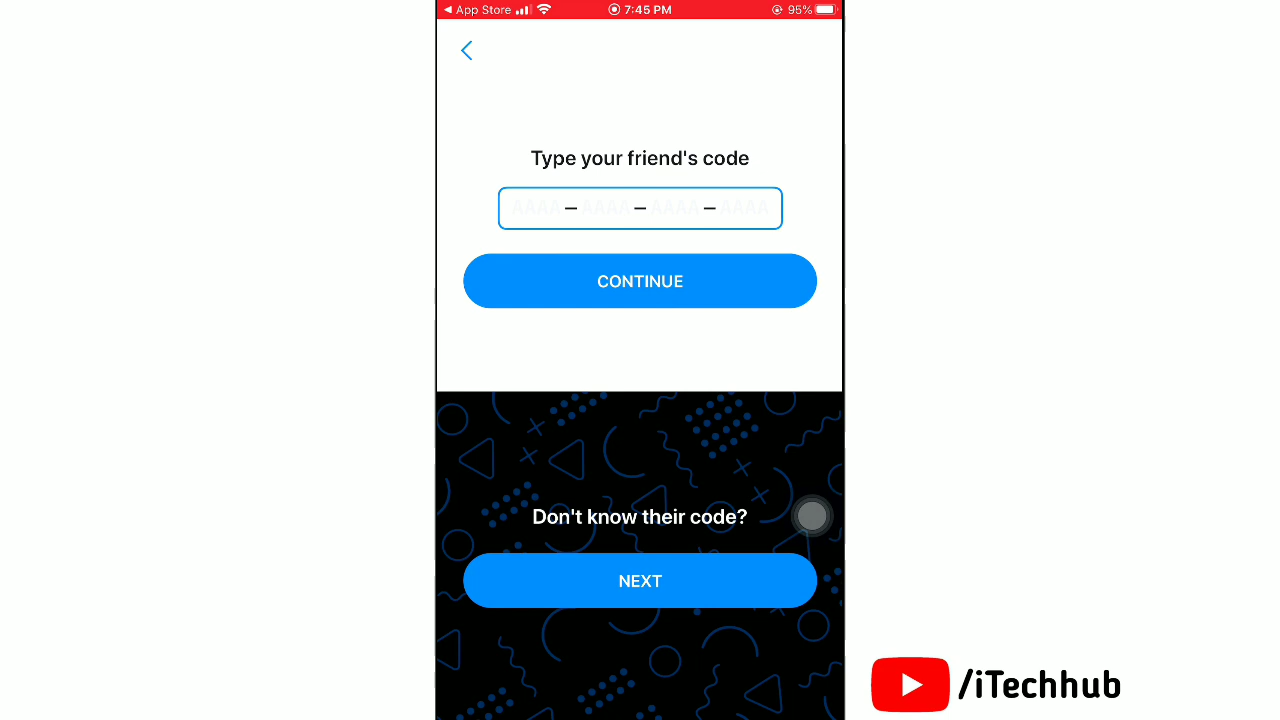 App Store 7:45 PM 95%
Type your friend's code
AAAA – AAAA – AAAA – AAAA
CONTINUE
Don't know their code?
NEXT
/iTechhub